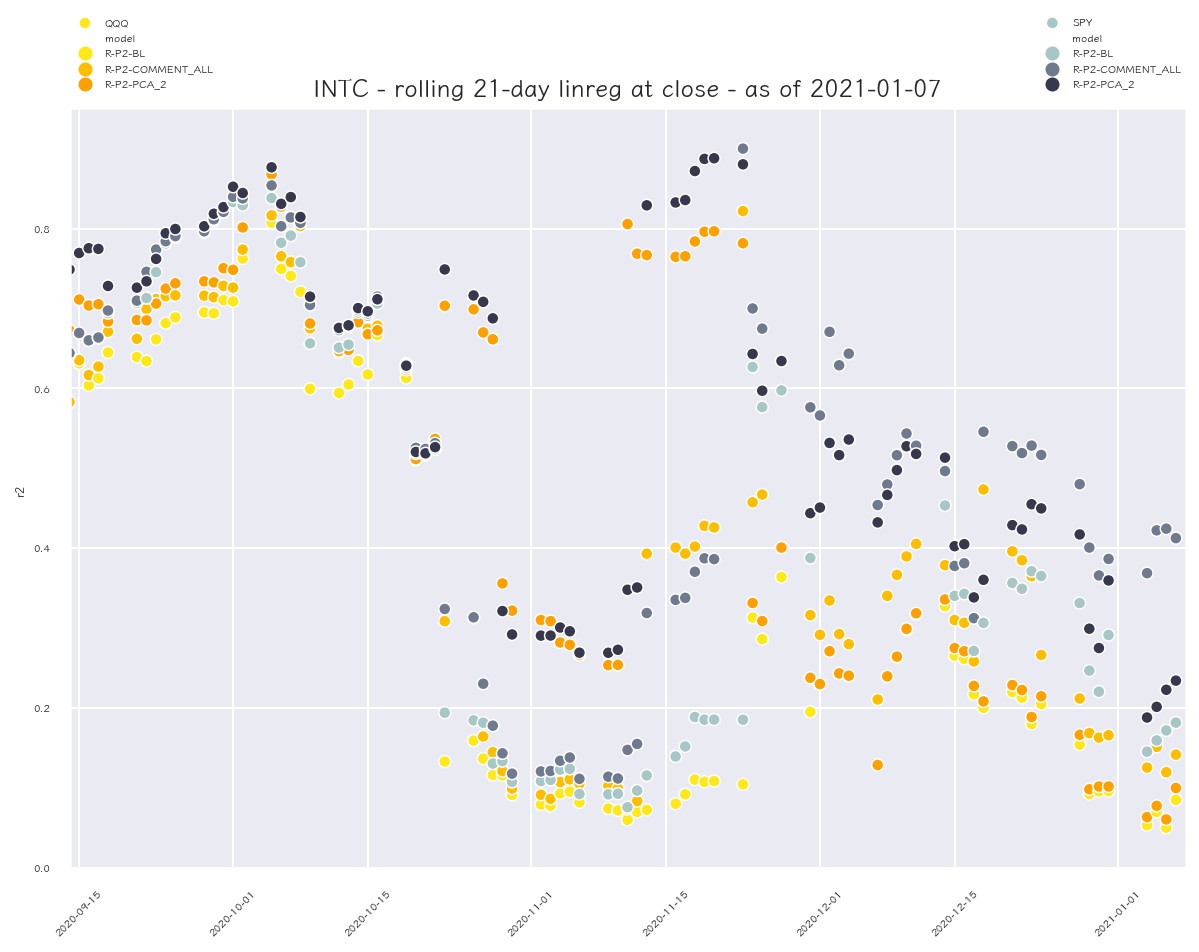 QQQ
model
R-P2-BL
R-P2-COMMENT_ALL
R-P2-PCA_2
SPY
model
R-P2-BL
R-P2-COMMENT_ALL
R-P2-PCA_2
INTC - rolling 21-day linreg at close - as of 2021-01-07
r2
0.8
0.6
0.4
0.2
0.0
2020-09-15
2020-10-01
2020-10-15
2020-11-01
2020-11-15
2020-12-01
2020-12-15
2021-01-01